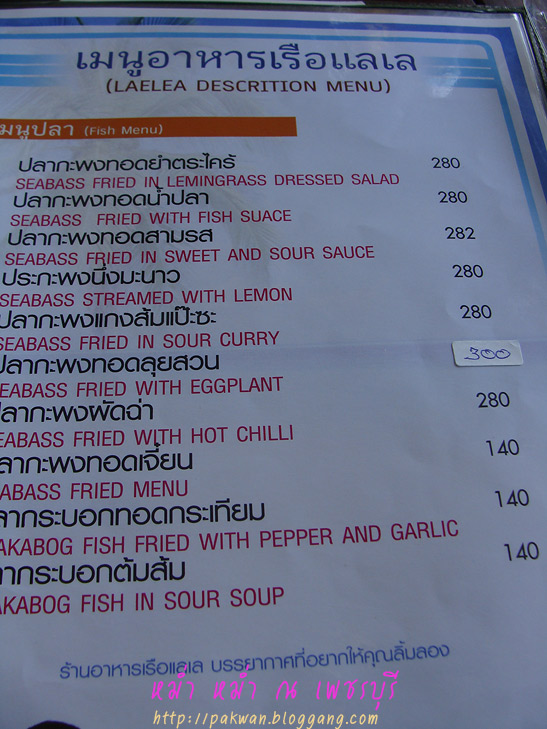 เมนูอาหารเรือแลเล
(LAELEA DESCRITION MENU)
เมนูปลา (Fish Menu)
ปลากะพงทอดยำตระไคร้ 280
SEABASS FRIED IN LEMINGRASS DRESSED SALAD
ปลากะพงทอดน้ำปลา 280
SEABASS FRIED WITH FISH SUACE
ปลากะพงทอดสามรส 282
SEABASS FRIED IN SWEET AND SOUR SAUCE
ประกะพงนึ่งมะนาว 280
SEABASS STREAMED WITH LEMON
ปลากะพงแกงส้มแป๊ะซะ 280
SEABASS FRIED IN SOUR CURRY
ปลากะพงทอดลุยสวน 300
SEABASS FRIED WITH EGGPLANT
ปลากะพงผัดฉ่า 280
SEABASS FRIED WITH HOT CHILLI
ลากะพงทอดเจี๋ยน 140
EABASS FRIED MENU
ลากระบอกทอดกระเทียม 140
AKABOG FISH FRIED WITH PEPPER AND GARLIC
ากระบอกต้มส้ม 140
AKABOG FISH IN SOUR SOUP
ร้านอาหารเรือแลเล บรรยากาศที่อยากให้คุณลิ้มลอง
หม่ำ หม่ำ ณ เพชรบุรี
http://pakwan.bloggang.com